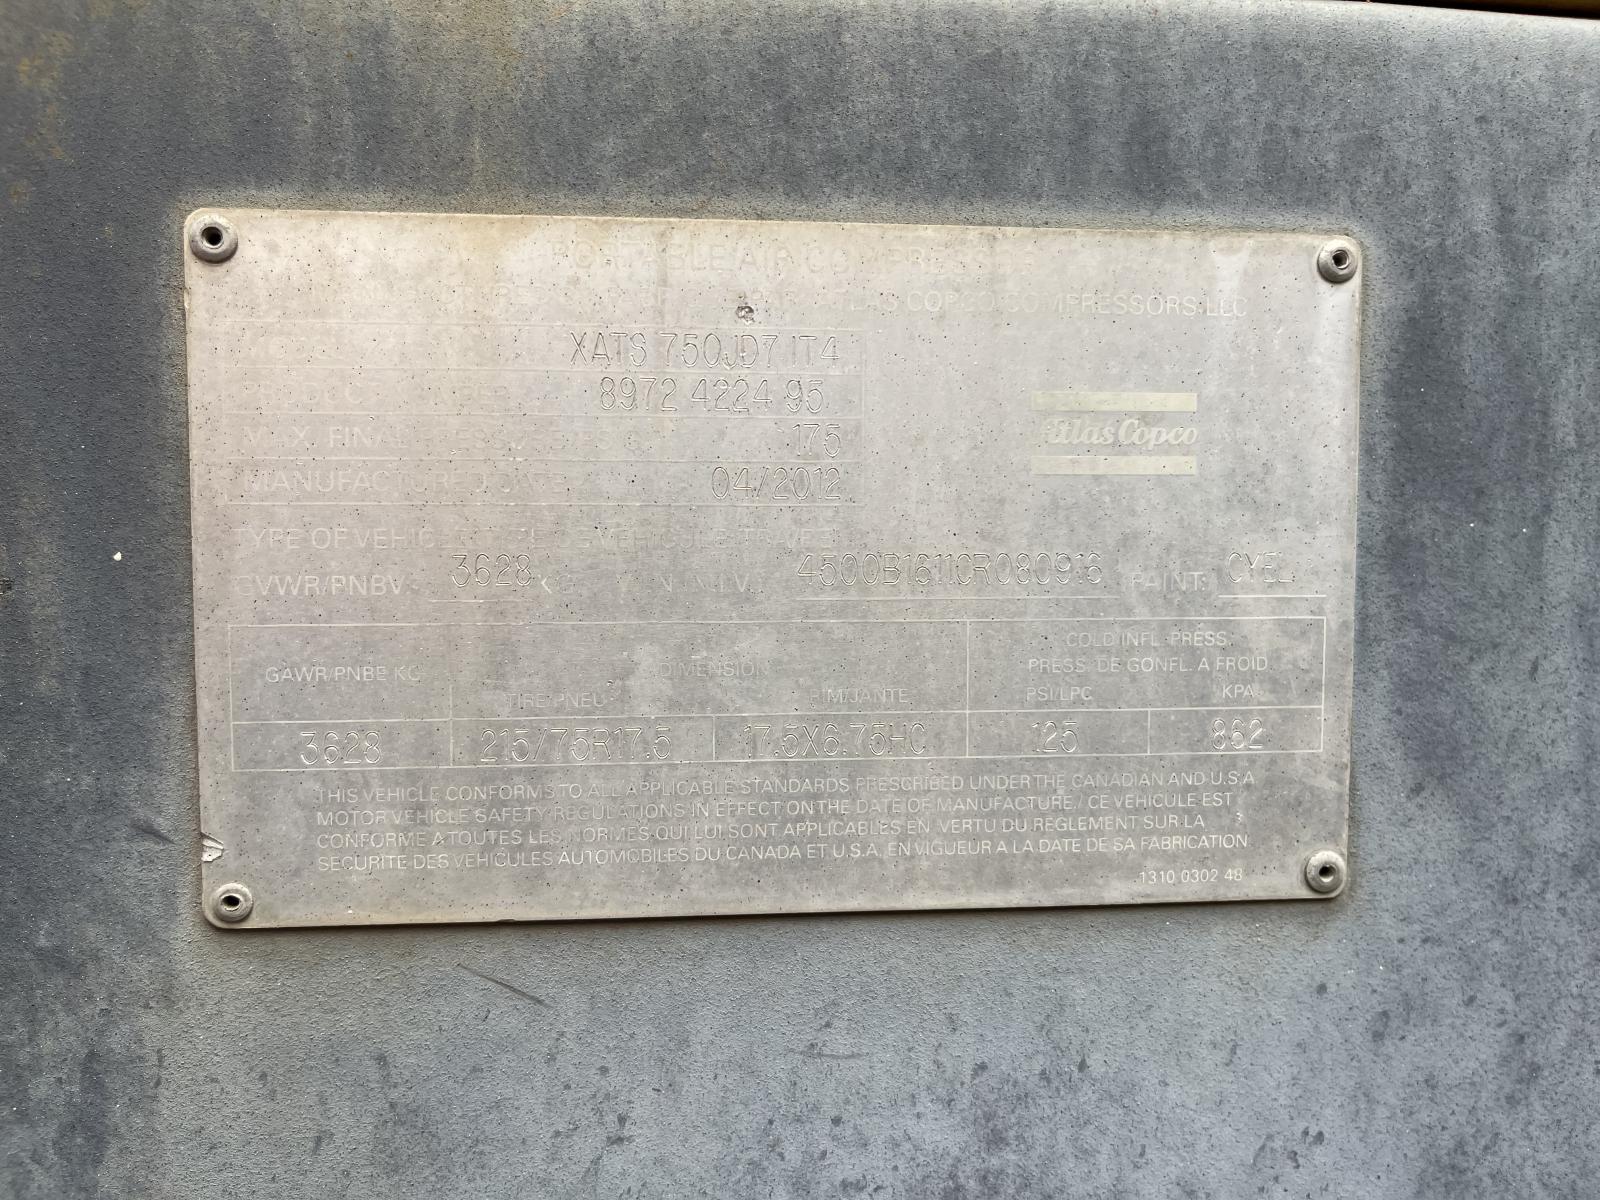 PORTABLE AIR COMPRESSOR
ATLAS COPCO COMPRESSORS LLC
MODEL XATS 750JD7 IT4
8972 4224 95
MAX. FINAL 175
MANUFACTURED DATE 04/2012
Atlas Copco
TYPE OF VEHICLE
GVWR/PNBV: 3628 KG 4500B1611CR080916 PAINT: CYEL
GAWR/PNBE KG DIMENSION COLD INFL. PRESS.
PRESS. DE GONFL. A FROID
TIRE/PNEU RIM/JANTE PSI/LPC KPA
3628 215/75R17.5 17.5X6.75HC 125 862
THIS VEHICLE CONFORMS TO ALL APPLICABLE STANDARDS PRESCRIBED UNDER THE CANADIAN AND U.S.A
MOTOR VEHICLE SAFETY REGULATIONS IN EFFECT ON THE DATE OF MANUFACTURE./ CE VEHICULE EST
CONFORME A TOUTES LES NORMES QUI LUI SONT APPLICABLES EN VERTU DU REGLEMENT SUR LA
SECURITE DES VEHICULES AUTOMOBILES DU CANADA ET U.S.A. EN VIGUEUR A LA DATE DE SA FABRICATION
1310 0302 48